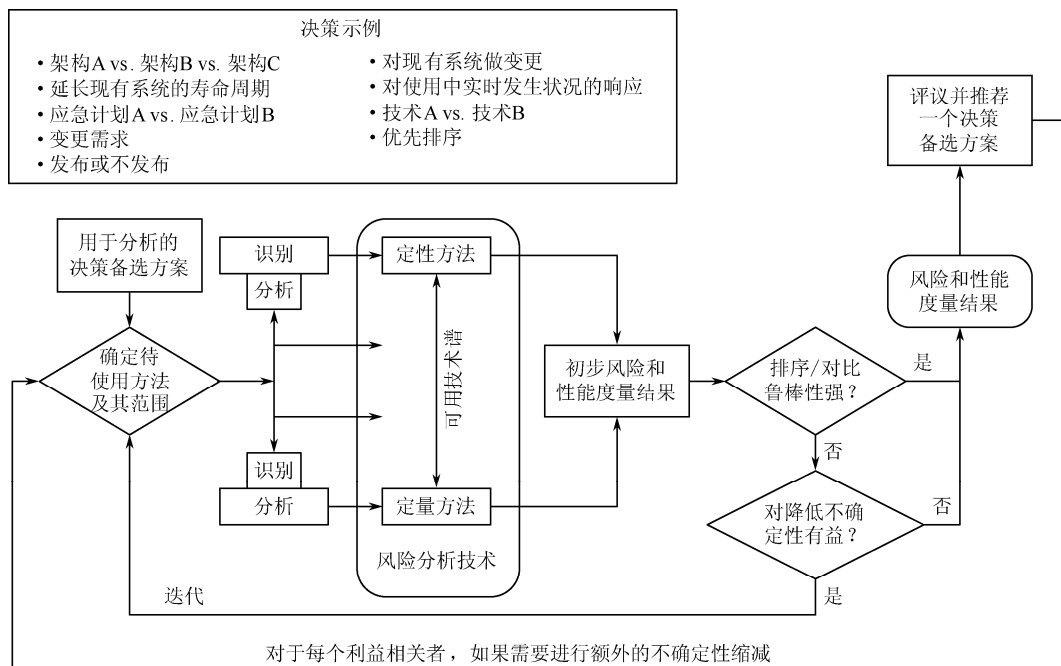 决策示例
• 架构A vs. 架构B vs. 架构C
• 延长现有系统的寿命周期
• 应急计划A vs. 应急计划B
• 变更需求
• 发布或不发布
• 对现有系统做变更
• 对使用中实时发生状况的响应
• 技术A vs. 技术B
• 优先排序
评议并推荐
一个决策
备选方案
用于分析的
决策备选方案
识别
分析
定性方法
风险和性能
度量结果
确定待
使用方法
及其范围
可用技术谱
初步风险和
性能度量结果
排序/对比
鲁棒性强？
是
否
识别
分析
定量方法
对降低不确
定性有益？
否
风险分析技术
迭代
是
对于每个利益相关者，如果需要进行额外的不确定性缩减